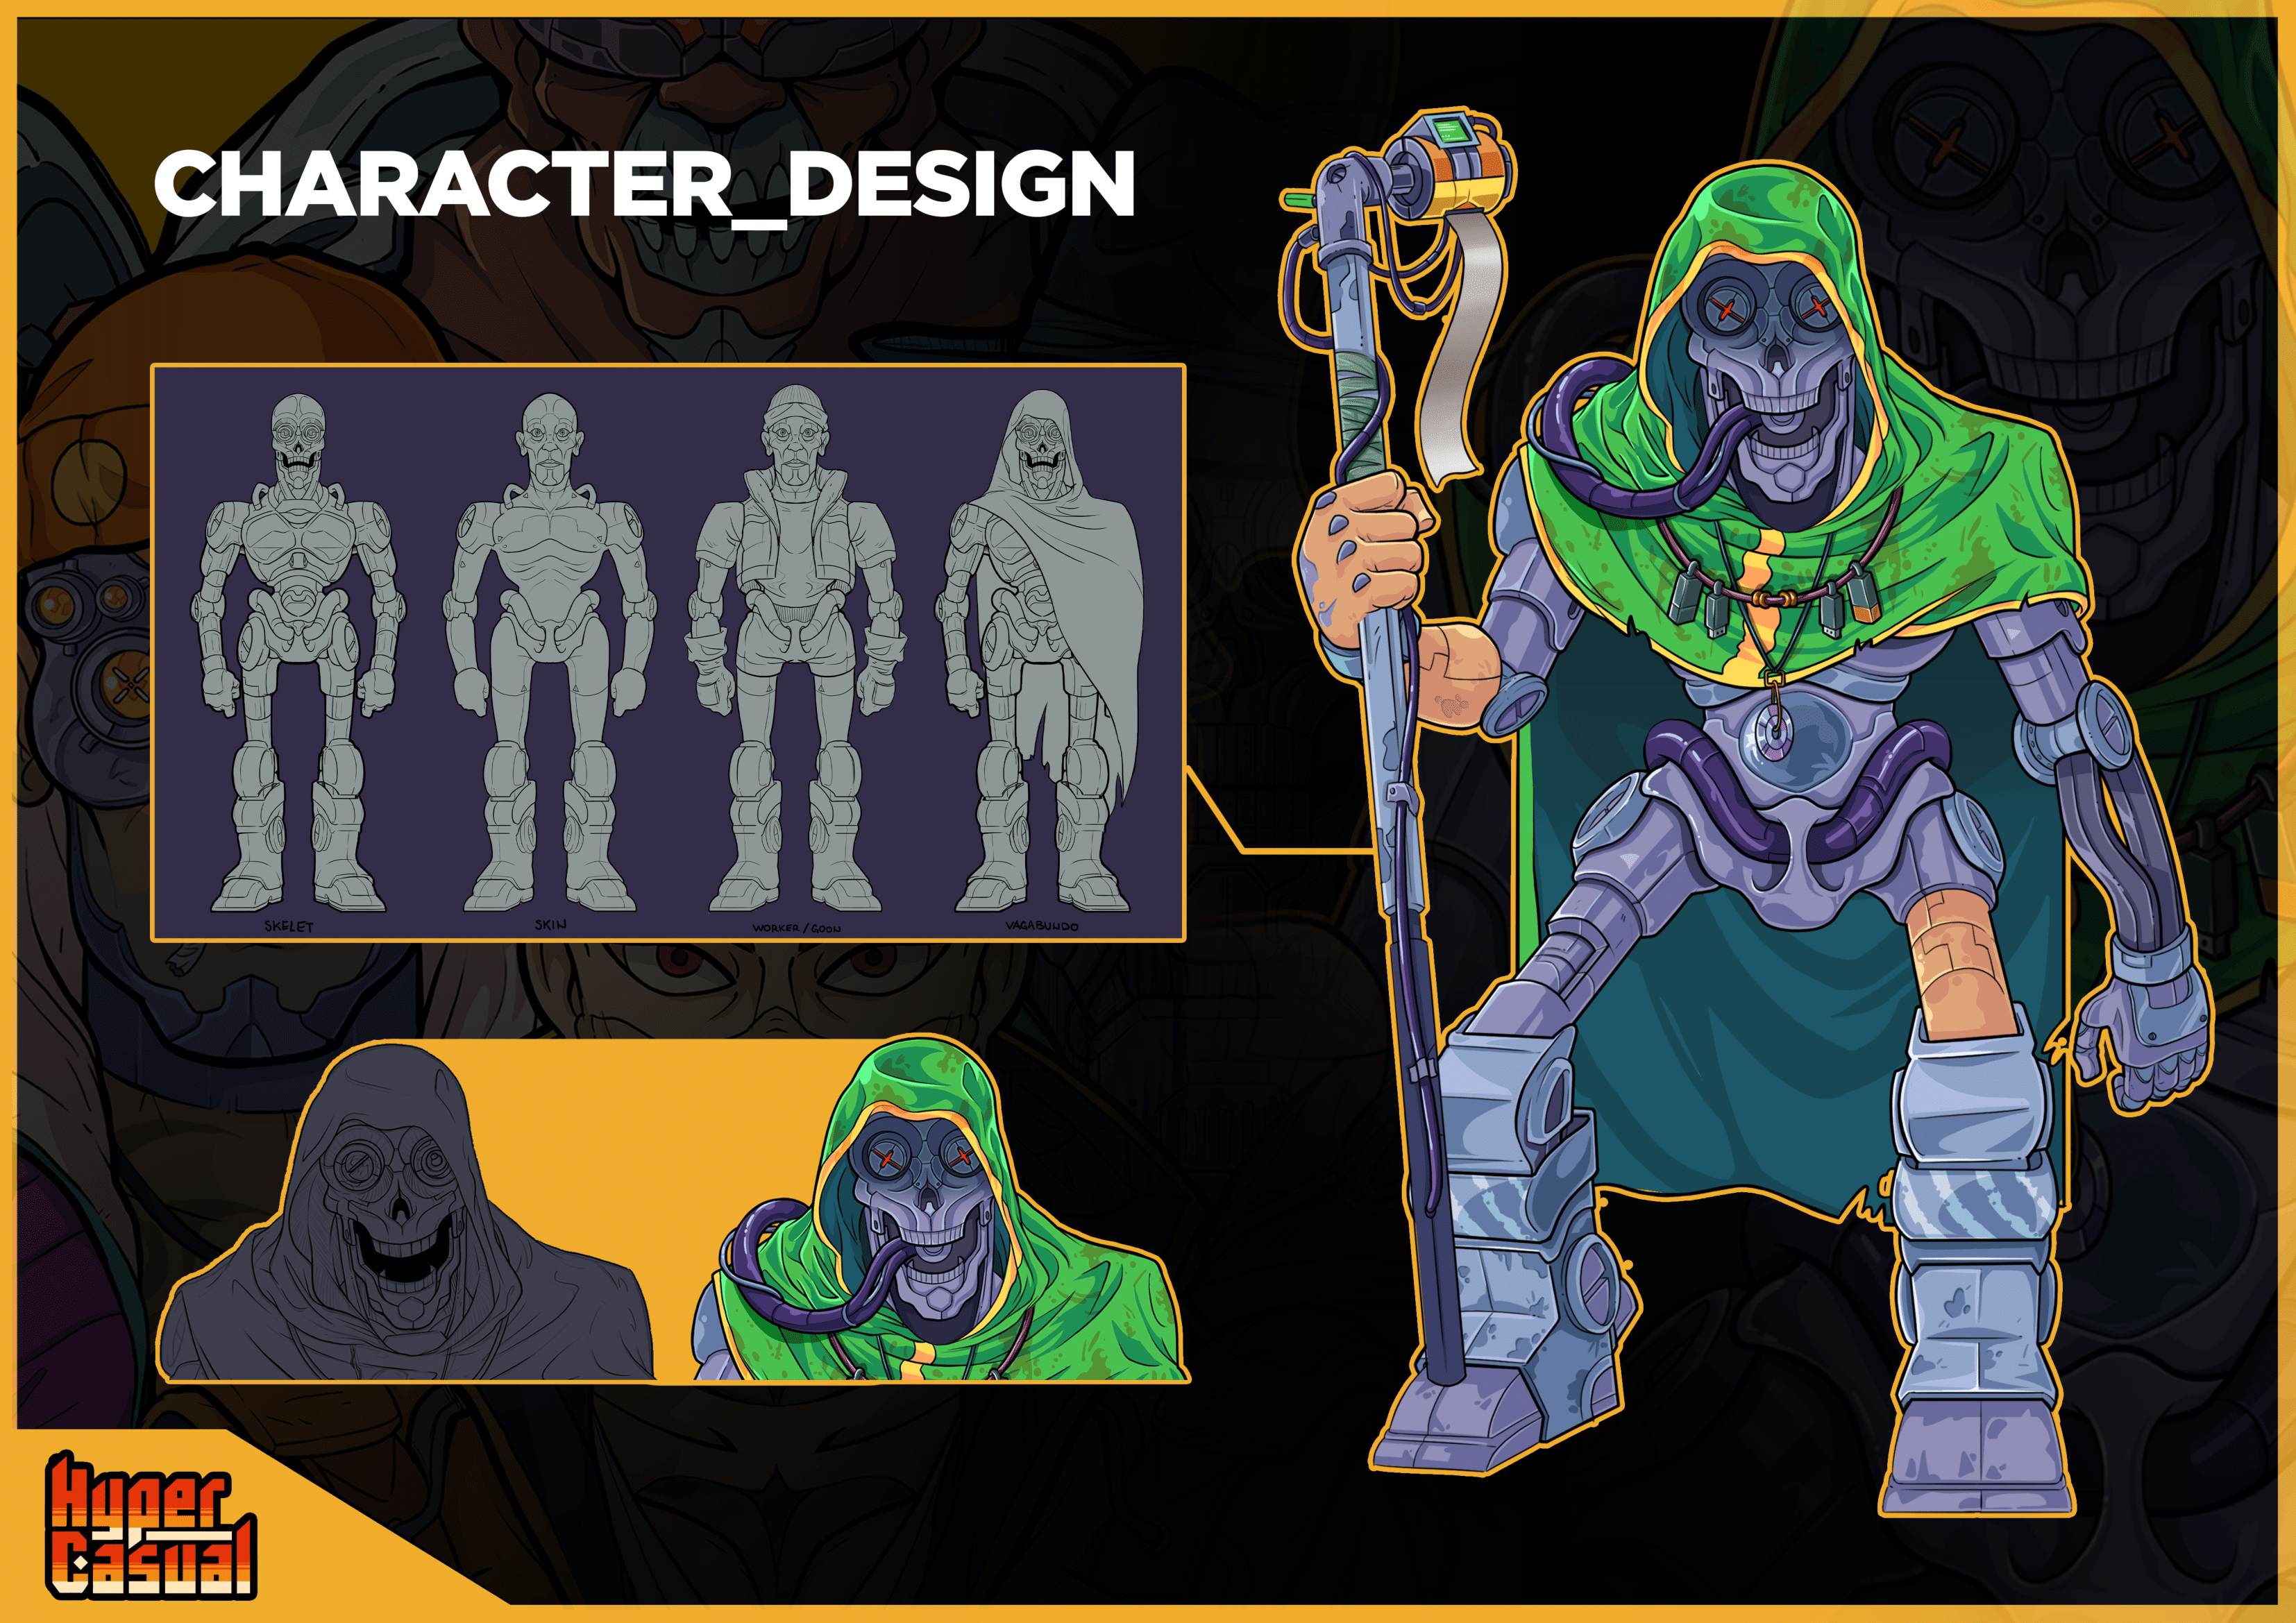 CHARACTER_DESIGN
SKELET
SKIN
WORKER / GOON
VAGABUNDO
Hyper
Casual